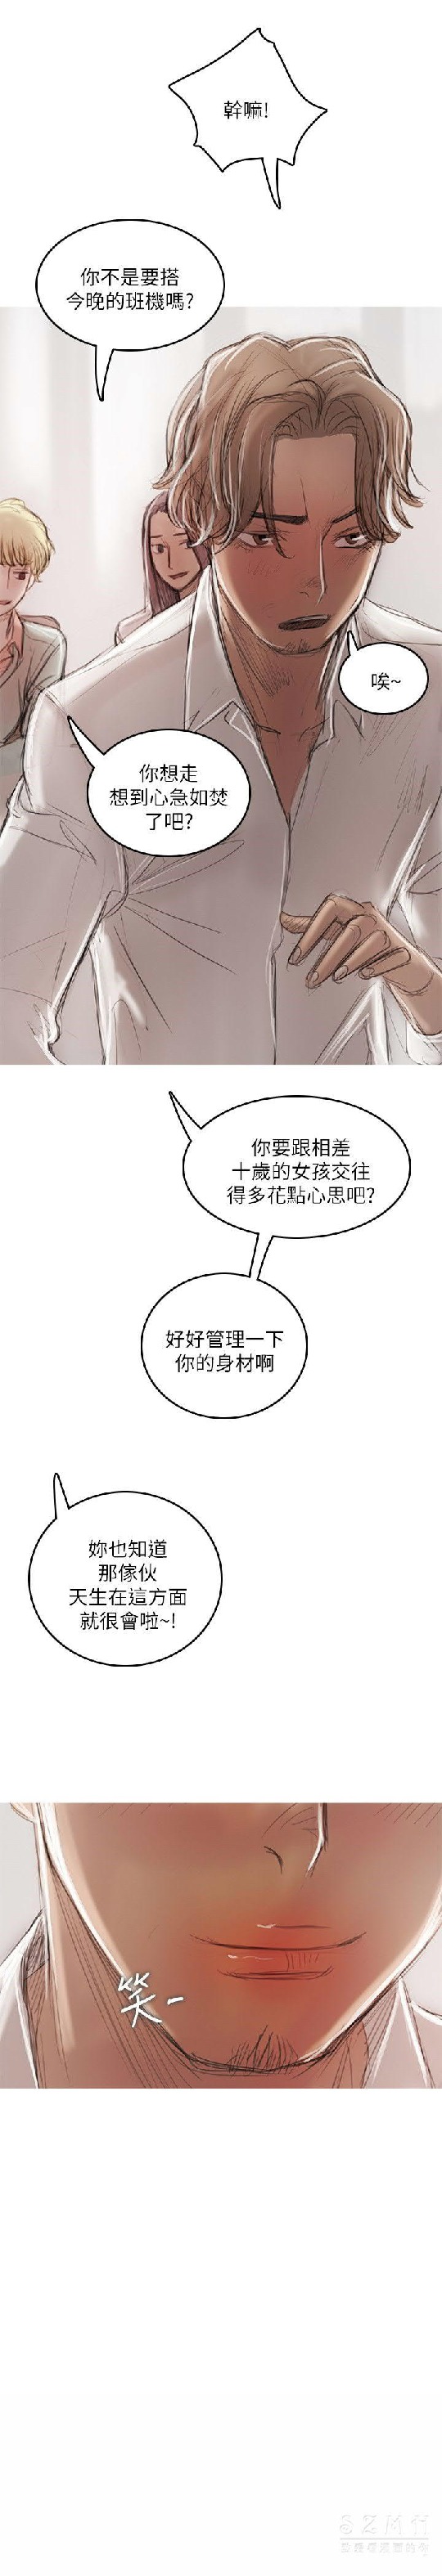 幹嘛!
你不是要搭
今晚的班機嗎?
唉~
你想走
想到心急如焚
了吧?
你要跟相差
十歲的女孩交往
得多花點心思吧?
好好管理一下
你的身材啊
妳也知道
那傢伙
天生在這方面
就很會啦~!
笑-